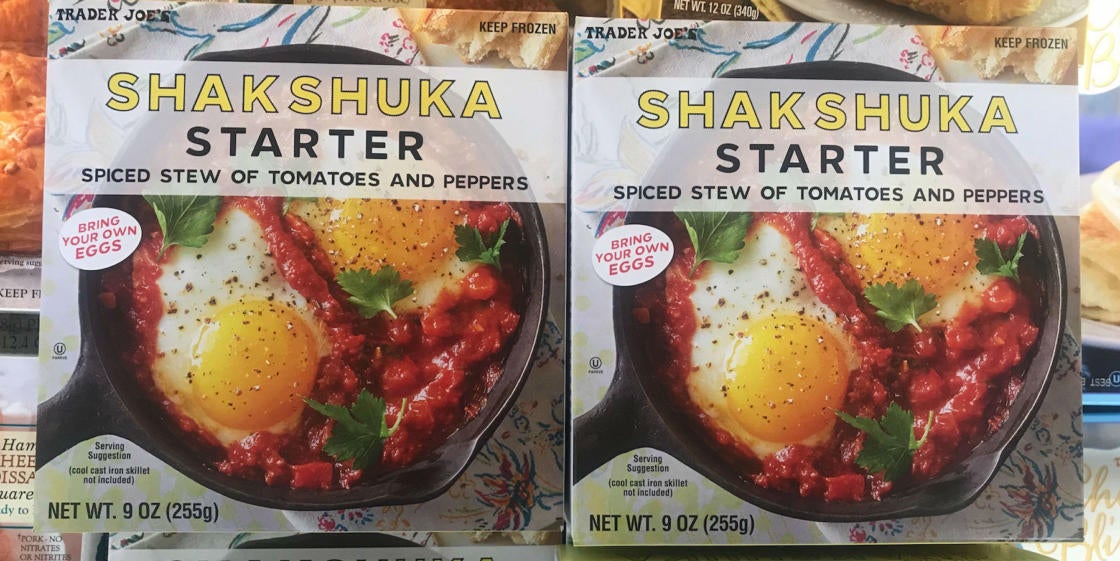 TRADER JOE'S
KEEP FROZEN
SHAKSHUKA
STARTER
SPICED STEW OF TOMATOES AND PEPPERS
BRING
YOUR OWN
EGGS
U
PAREVE
Serving
Suggestion
(cool cast iron skillet
not included)
NET WT. 9 OZ (255g)
NET WT. 12 OZ (340g)
TRADER JOE'S
KEEP FROZEN
SHAKSHUKA
STARTER
SPICED STEW OF TOMATOES AND PEPPERS
BRING
YOUR OWN
EGGS
U
PAREVE
Serving
Suggestion
(cool cast iron skillet
not included)
NET WT. 9 OZ (255g)
KEEP
Ham
†PORK - NO
NITRATES
OR NITRITES
BEST